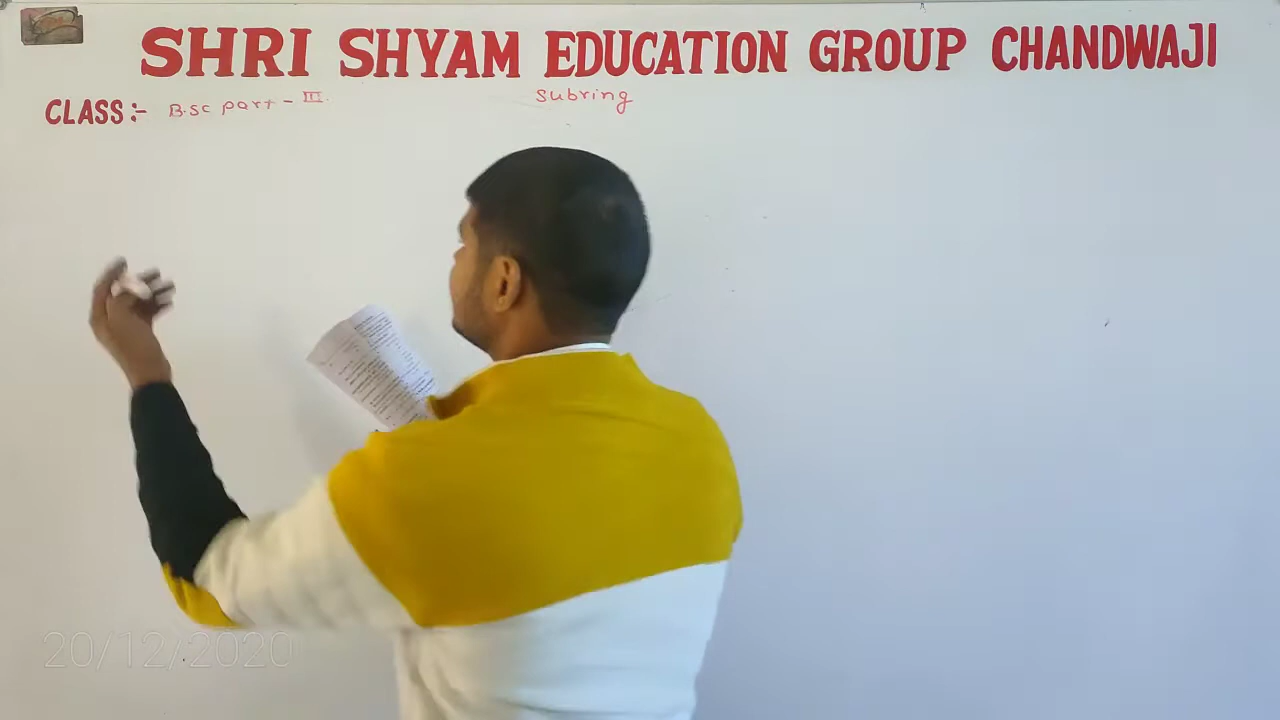 SHRI SHYAM EDUCATION GROUP CHANDWAJI
CLASS:- B.SC part - III.
Subring
20/12/2020